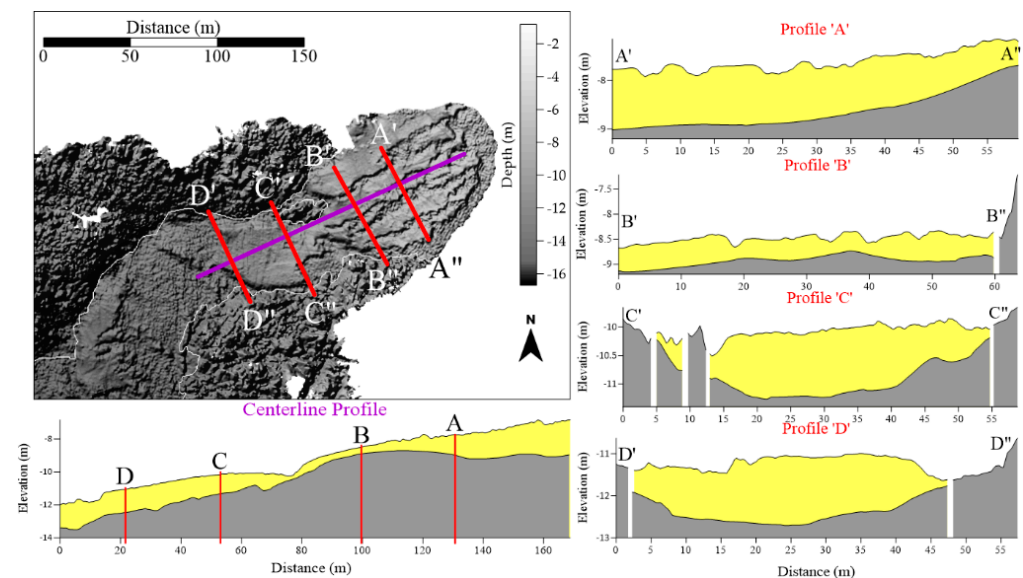 Distance (m)
0 50 100 150
-2
-4
-6
-8
-10
-12
-14
-16
Depth (m)
A'
B'
C'
D'
A"
B"
C"
D"
N
Profile 'A'
A' A"
Elevation (m)
-8
-9
0 5 10 15 20 25 30 35 40 45 50 55
Profile 'B'
B' B"
Elevation (m)
-7.5
-8
-8.5
-9
0 10 20 30 40 50 60
Profile 'C'
C' C"
Elevation (m)
-10
-10.5
-11
0 5 10 15 20 25 30 35 40 45 50 55
Profile 'D'
D' D"
Elevation (m)
-11
-12
-13
0 5 10 15 20 25 30 35 40 45 50 55
Distance (m)
Centerline Profile
D C B A
Elevation (m)
-8
-10
-12
-14
0 20 40 60 80 100 120 140 160
Distance (m)